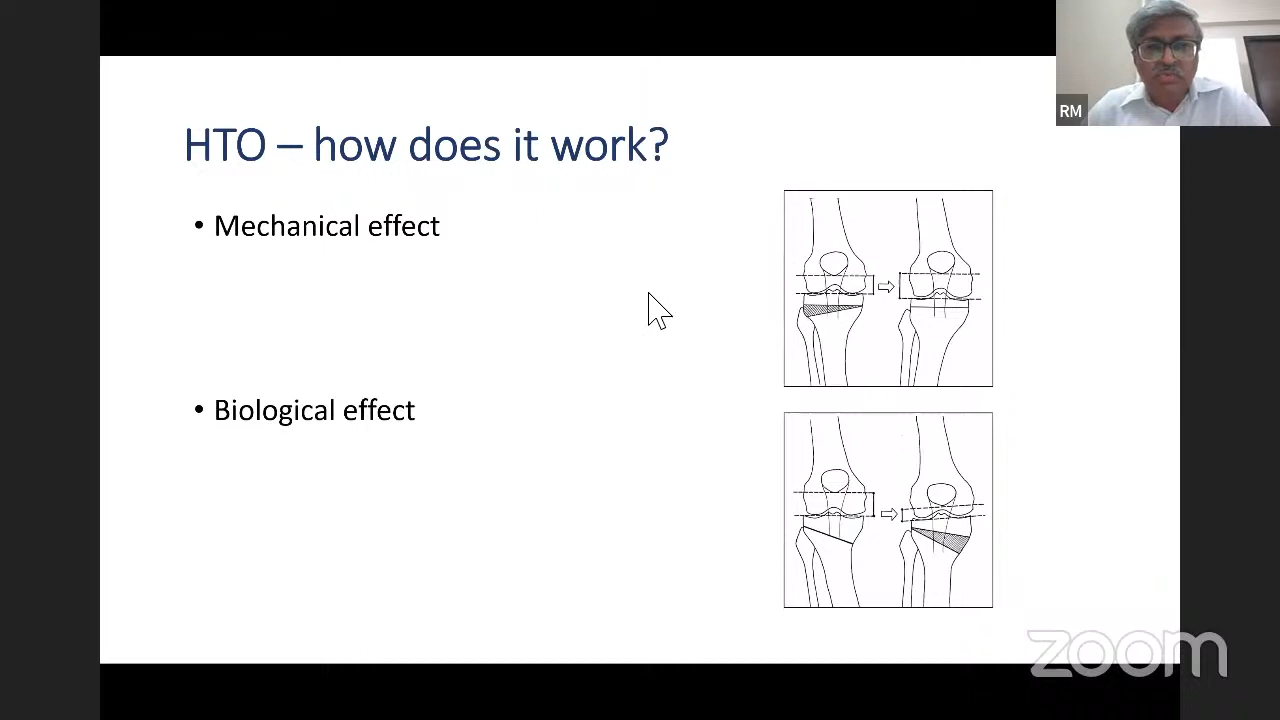 RM
HTO – how does it work?
• Mechanical effect
• Biological effect
zoom